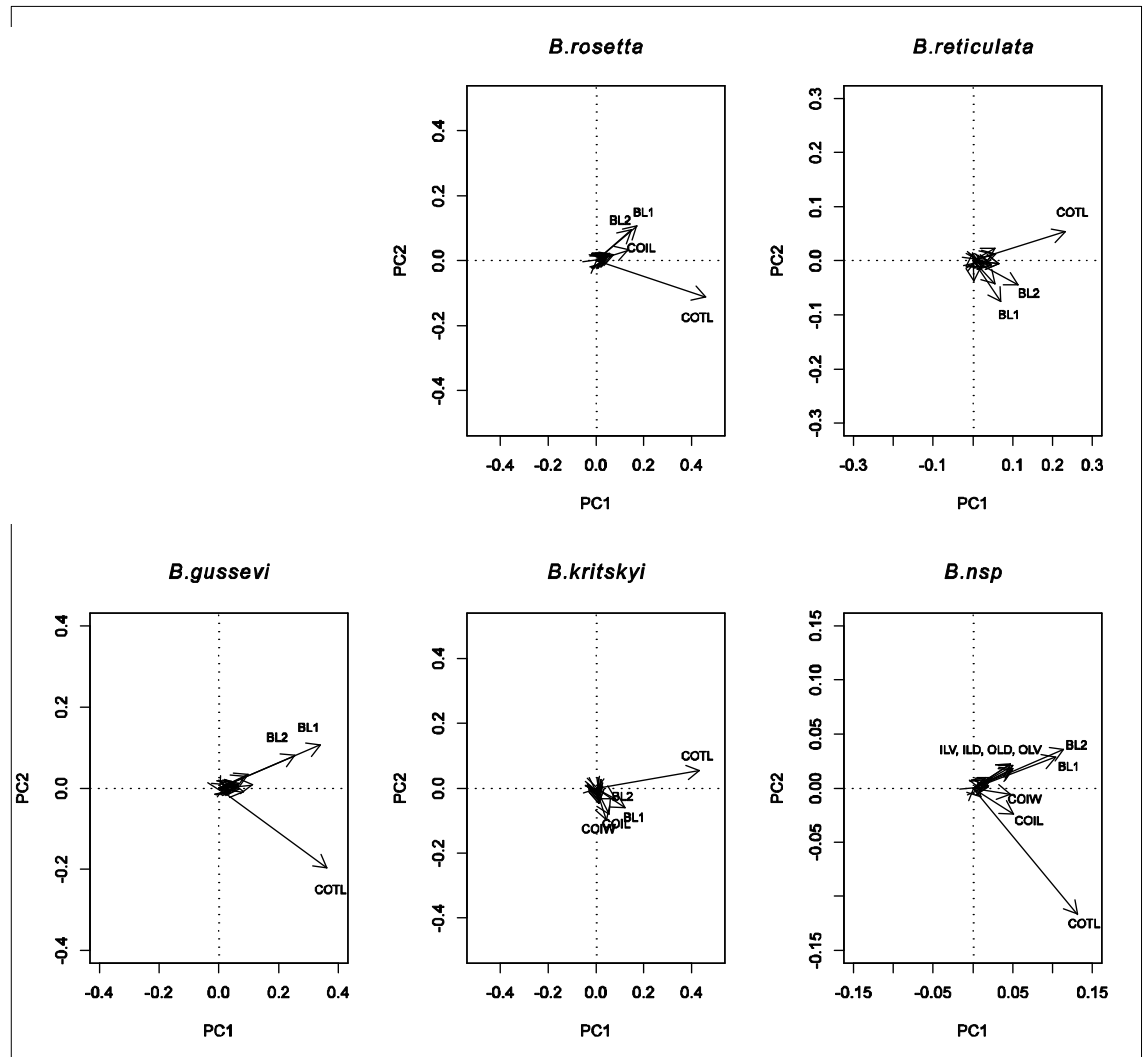 B.rosetta
B.reticulata
PC2
0.4
0.2
0.0
-0.2
-0.4
BL2 BL1
COIL
COTL
-0.4 -0.2 0.0 0.2 0.4
PC1
PC2
0.3
0.2
0.1
0.0
-0.1
-0.2
-0.3
COTL
BL2
BL1
-0.3 -0.1 0.1 0.2 0.3
PC1
B.gussevi
B.kritskyi
B.nsp
PC2
0.4
0.2
0.0
-0.2
-0.4
BL2 BL1
COTL
-0.4 -0.2 0.0 0.2 0.4
PC1
PC2
0.4
0.2
0.0
-0.2
-0.4
COTL
BL2
BL1
COIL
COIW
-0.4 -0.2 0.0 0.2 0.4
PC1
PC2
0.15
0.10
0.05
0.00
-0.05
-0.15
ILV, ILD, OLD, OLV
BL2
BL1
COIW
COIL
COTL
-0.15 -0.05 0.05 0.15
PC1